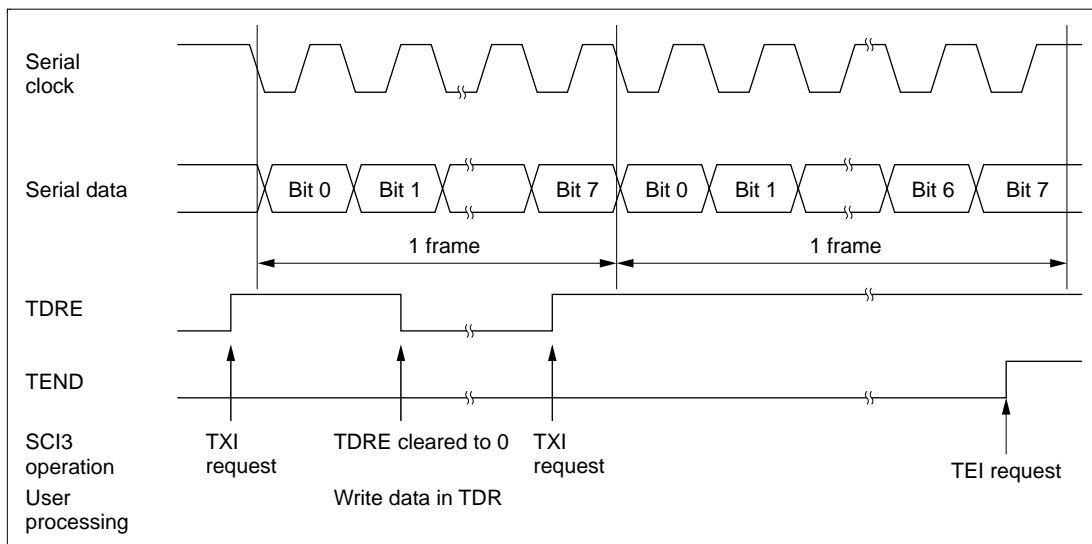 Serial
clock
Serial data
Bit 0
Bit 1
Bit 7
Bit 0
Bit 1
Bit 6
Bit 7
1 frame
1 frame
TDRE
TEND
SCI3
operation
TXI
request
TDRE cleared to 0
TXI
request
TEI request
User
processing
Write data in TDR